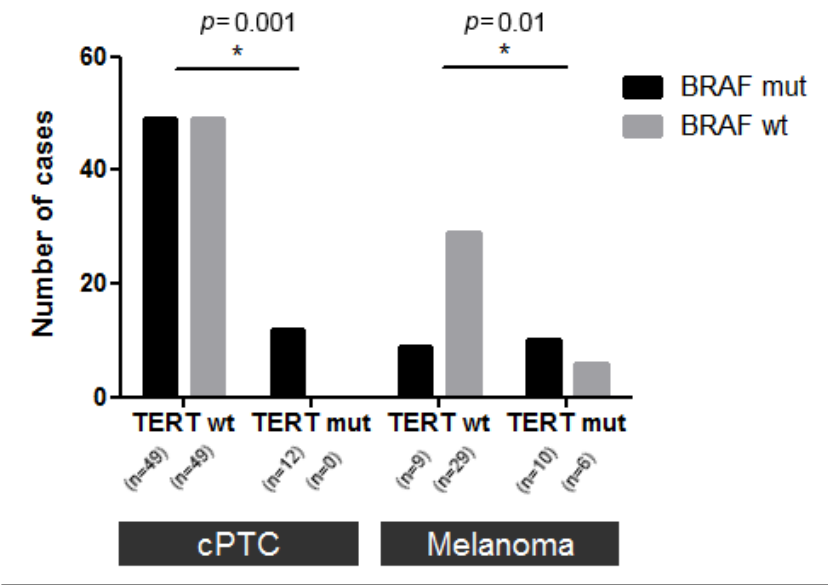 p=0.001
p=0.01
*
*
60
40
20
0
Number of cases
BRAF mut
BRAF wt
TERT wt
TERT mut
TERT wt
TERT mut
(n=49)
(n=49)
(n=12)
(n=0)
(n=9)
(n=29)
(n=10)
(n=6)
cPTC
Melanoma